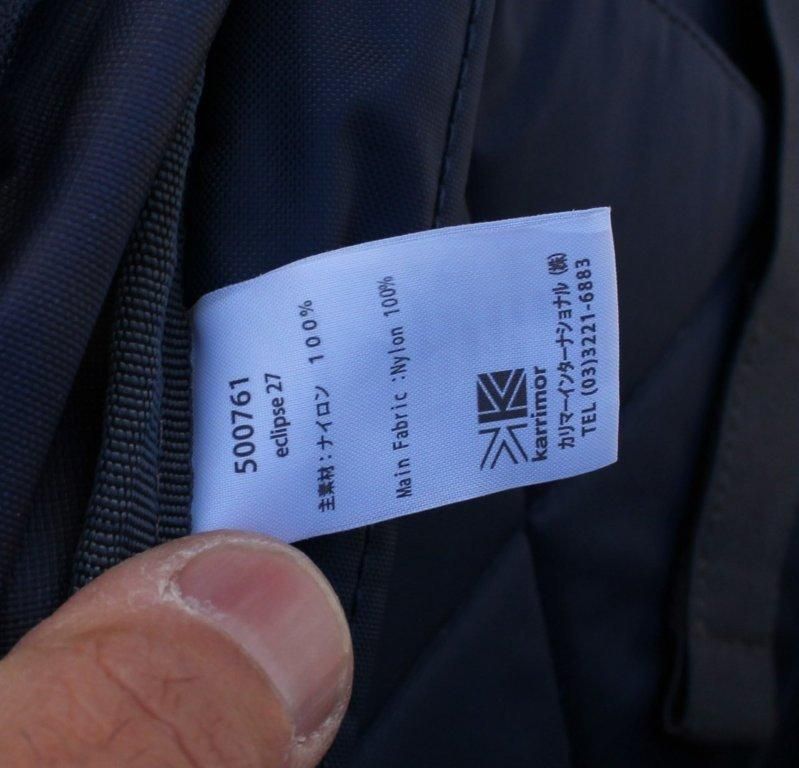 500761
eclipse 27
主素材：ナイロン 100%
Main Fabric :Nylon 100%
karrimor
カリマーインターナショナル (株)
TEL (03)3221-6883